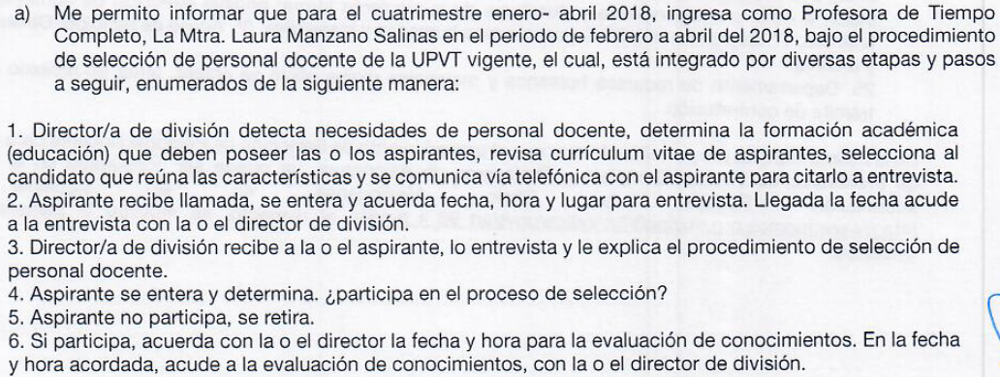 a) Me permito informar que para el cuatrimestre enero- abril 2018, ingresa como Profesora de Tiempo
Completo, La Mtra. Laura Manzano Salinas en el periodo de febrero a abril del 2018, bajo el procedimiento
de selección de personal docente de la UPVT vigente, el cual, está integrado por diversas etapas y pasos
a seguir, enumerados de la siguiente manera:
1. Director/a de división detecta necesidades de personal docente, determina la formación académica
(educación) que deben poseer las o los aspirantes, revisa currículum vitae de aspirantes, selecciona al
candidato que reúna las características y se comunica vía telefónica con el aspirante para citarlo a entrevista.
2. Aspirante recibe llamada, se entera y acuerda fecha, hora y lugar para entrevista. Llegada la fecha acude
a la entrevista con la o el director de división.
3. Director/a de división recibe a la o el aspirante, lo entrevista y le explica el procedimiento de selección de
personal docente.
4. Aspirante se entera y determina. ¿participa en el proceso de selección?
5. Aspirante no participa, se retira.
6. Si participa, acuerda con la o el director la fecha y hora para la evaluación de conocimientos. En la fecha
y hora acordada, acude a la evaluación de conocimientos, con la o el director de división.